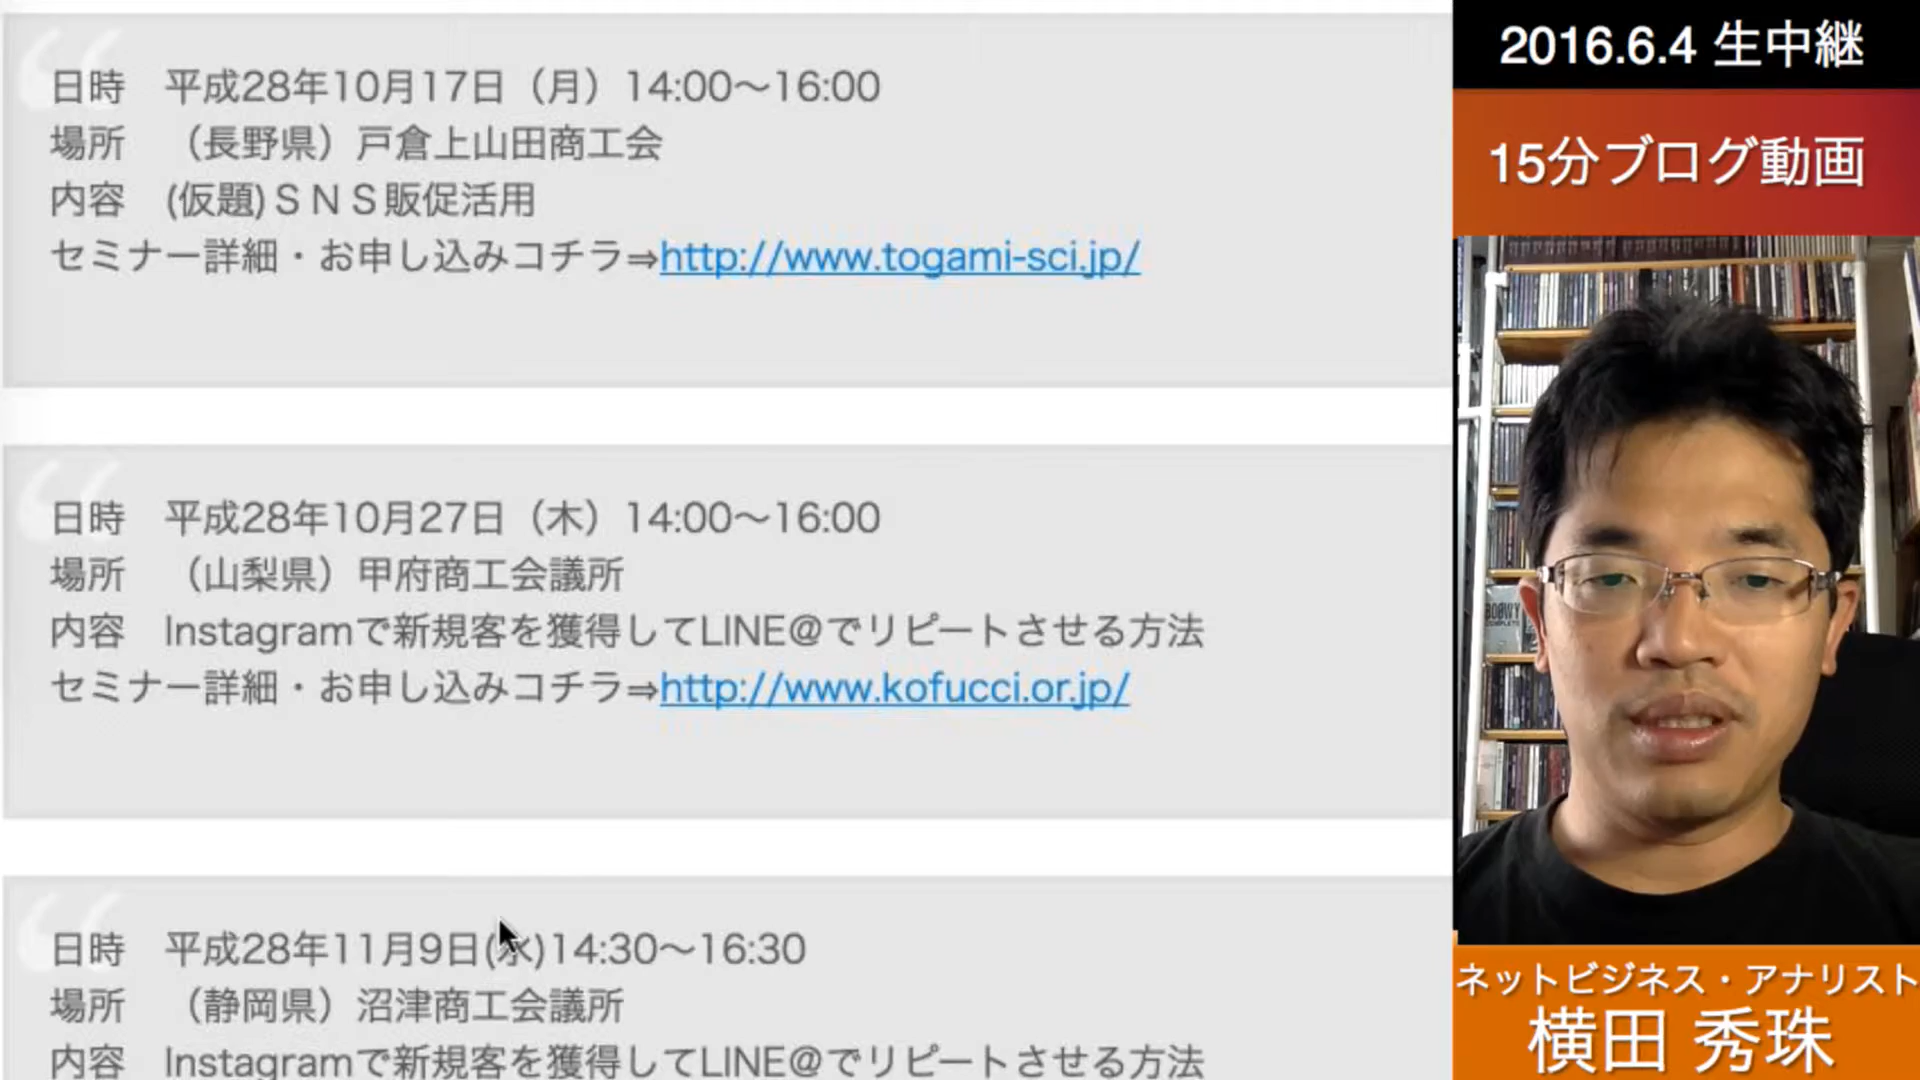 日時　平成28年10月17日（月）14:00〜16:00
場所　（長野県）戸倉上山田商工会
内容　(仮題)ＳＮＳ販促活用
セミナー詳細・お申し込みコチラ⇒http://www.togami-sci.jp/
日時　平成28年10月27日（木）14:00〜16:00
場所　（山梨県）甲府商工会議所
内容　Instagramで新規客を獲得してLINE@でリピートさせる方法
セミナー詳細・お申し込みコチラ⇒http://www.kofucci.or.jp/
日時　平成28年11月9日(水)14:30〜16:30
場所　（静岡県）沼津商工会議所
内容　Instagramで新規客を獲得してLINE@でリピートさせる方法
2016.6.4 生中継
15分ブログ動画
BOØWY
ネットビジネス・アナリスト
横田 秀珠